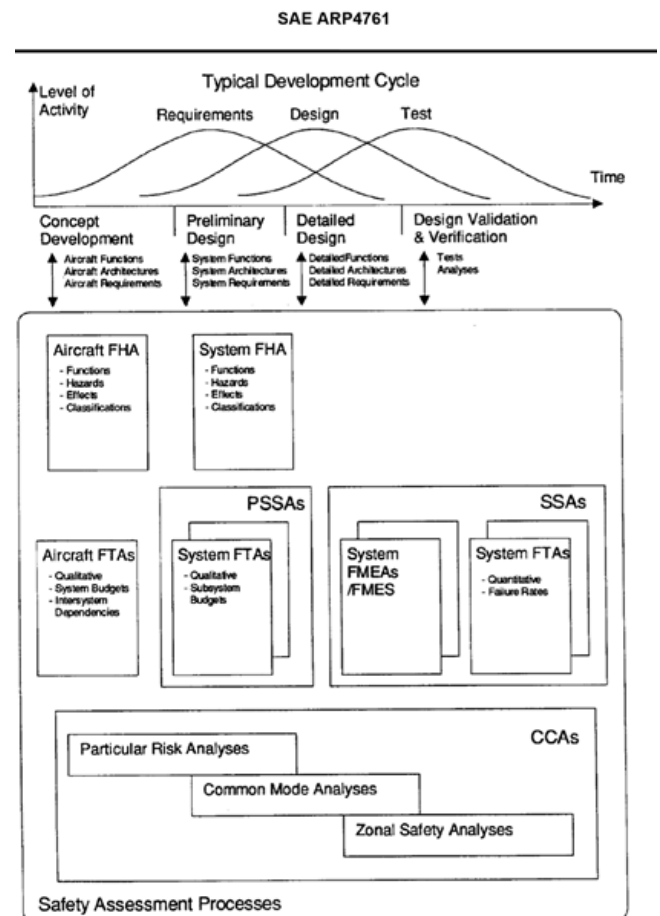 SAE ARP4761
Typical Development Cycle
Level of
Activity
Requirements
Design
Test
Time
Concept
Development
Preliminary
Design
Detailed
Design
Design Validation
& Verification
Aircraft Functions
Aircraft Architectures
Aircraft Requirements
System Functions
System Architectures
System Requirements
DetailedFunctions
Detailed Architectures
Detailed Requirements
Tests
Analyses
Aircraft FHA
- Functions
- Hazards
- Effects
- Classifications
System FHA
- Functions
- Hazards
- Effects
- Classifications
PSSAs
SSAs
Aircraft FTAs
- Qualitative
- System Budgets
- Intersystem
Dependencies
System FTAs
- Qualitative
- Subsystem
Budgets
System
FMEAs
/FMES
System FTAs
- Quantitative
- Failure Rates
CCAs
Particular Risk Analyses
Common Mode Analyses
Zonal Safety Analyses
Safety Assessment Processes